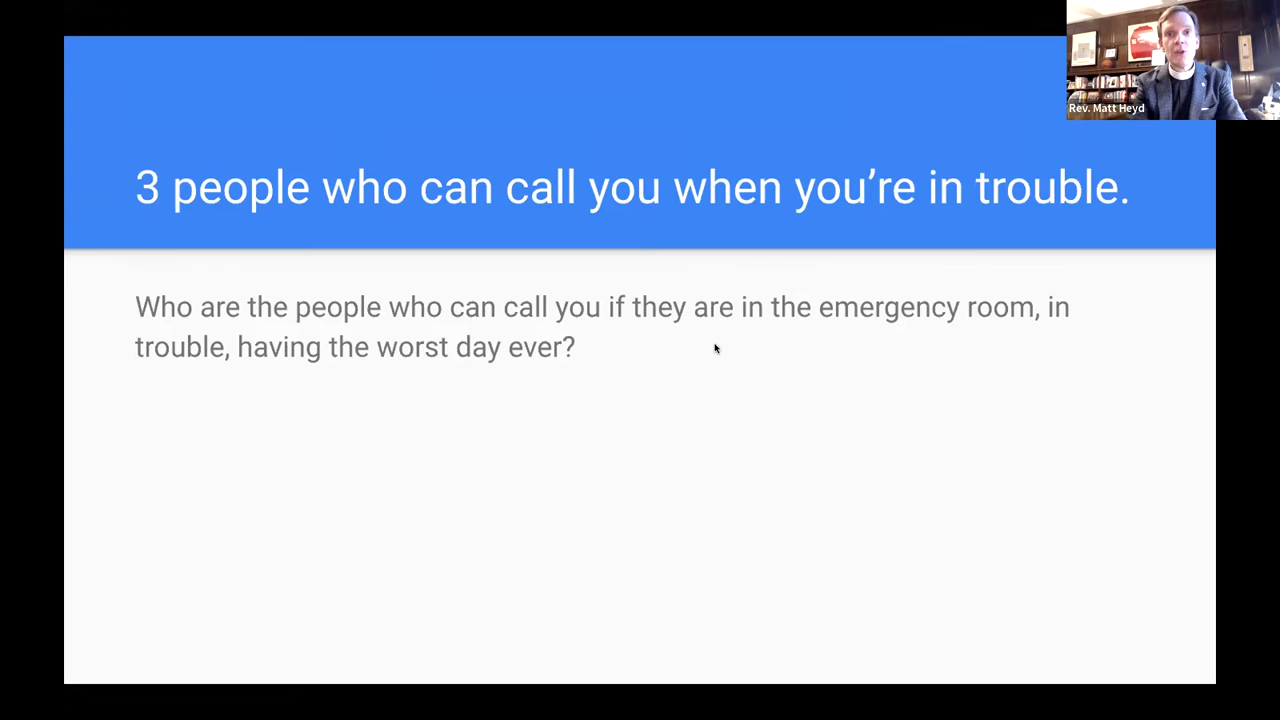 Rev. Matt Heyd
3 people who can call you when you’re in trouble.
Who are the people who can call you if they are in the emergency room, in
trouble, having the worst day ever?